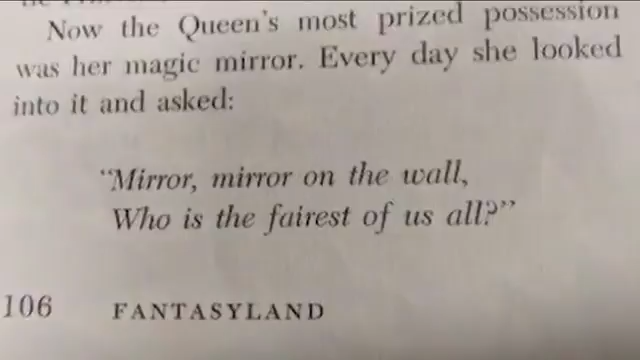 Now the Queen's most prized possession
was her magic mirror. Every day she looked
into it and asked:
"Mirror, mirror on the wall,
Who is the fairest of us all?"
106 FANTASYLAND